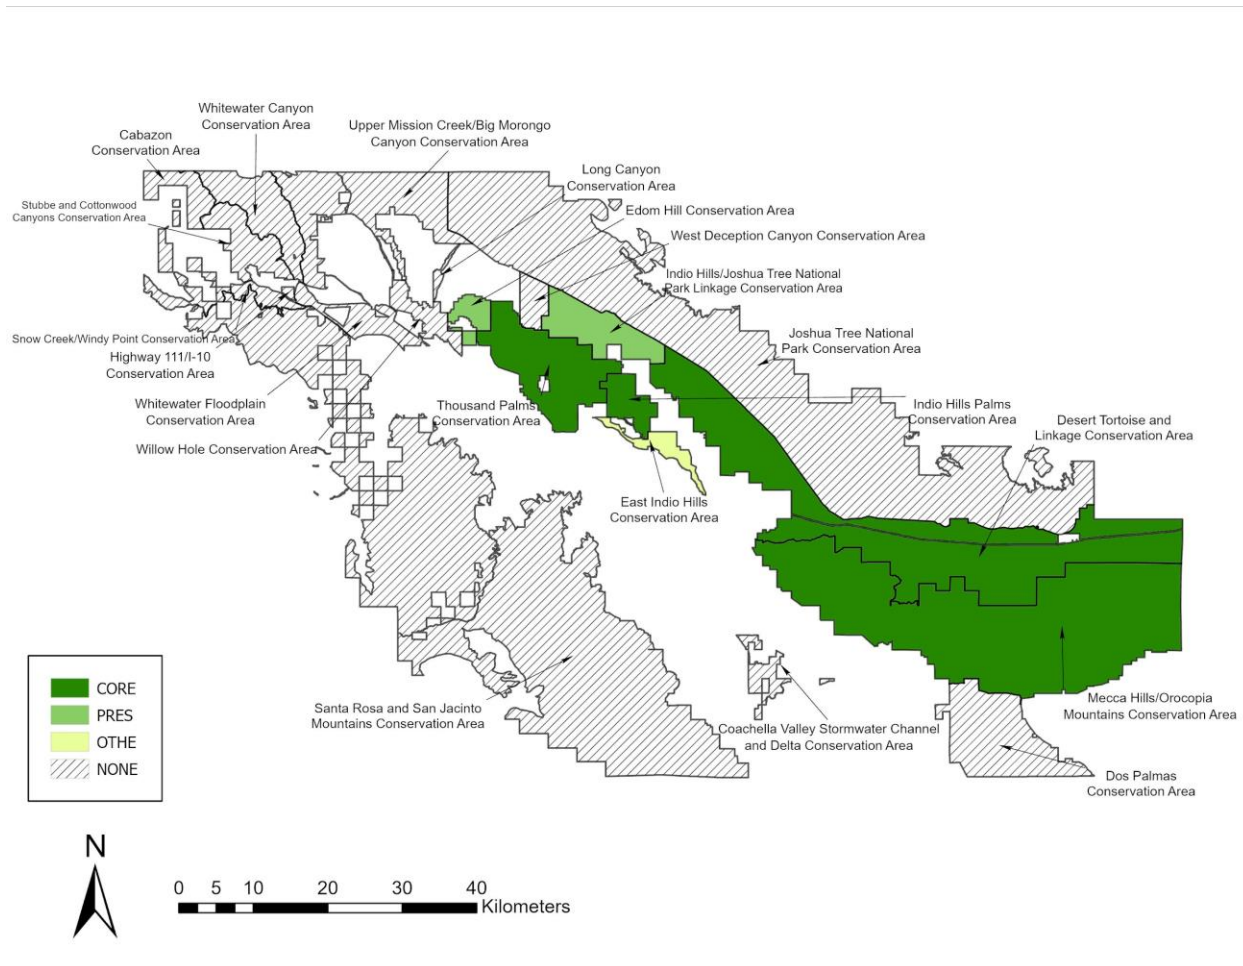 Whitewater Canyon
Conservation Area
Cabazon
Conservation Area
Upper Mission Creek/Big Morongo
Canyon Conservation Area
Long Canyon
Conservation Area
Stubbe and Cottonwood
Canyons Conservation Area
Edom Hill Conservation Area
West Deception Canyon Conservation Area
Indio Hills/Joshua Tree National
Park Linkage Conservation Area
Snow Creek/Windy Point Conservation Area
Highway 111/I-10
Conservation Area
Joshua Tree National
Park Conservation Area
Whitewater Floodplain
Conservation Area
Thousand Palms
Conservation Area
Indio Hills Palms
Conservation Area
Desert Tortoise and
Linkage Conservation Area
Willow Hole Conservation Area
East Indio Hills
Conservation Area
Santa Rosa and San Jacinto
Mountains Conservation Area
Mecca Hills/Orocopia
Mountains Conservation Area
Coachella Valley Stormwater Channel
and Delta Conservation Area
Dos Palmas
Conservation Area
CORE
PRES
OTHE
NONE
N
0 5 10 20 30 40
Kilometers